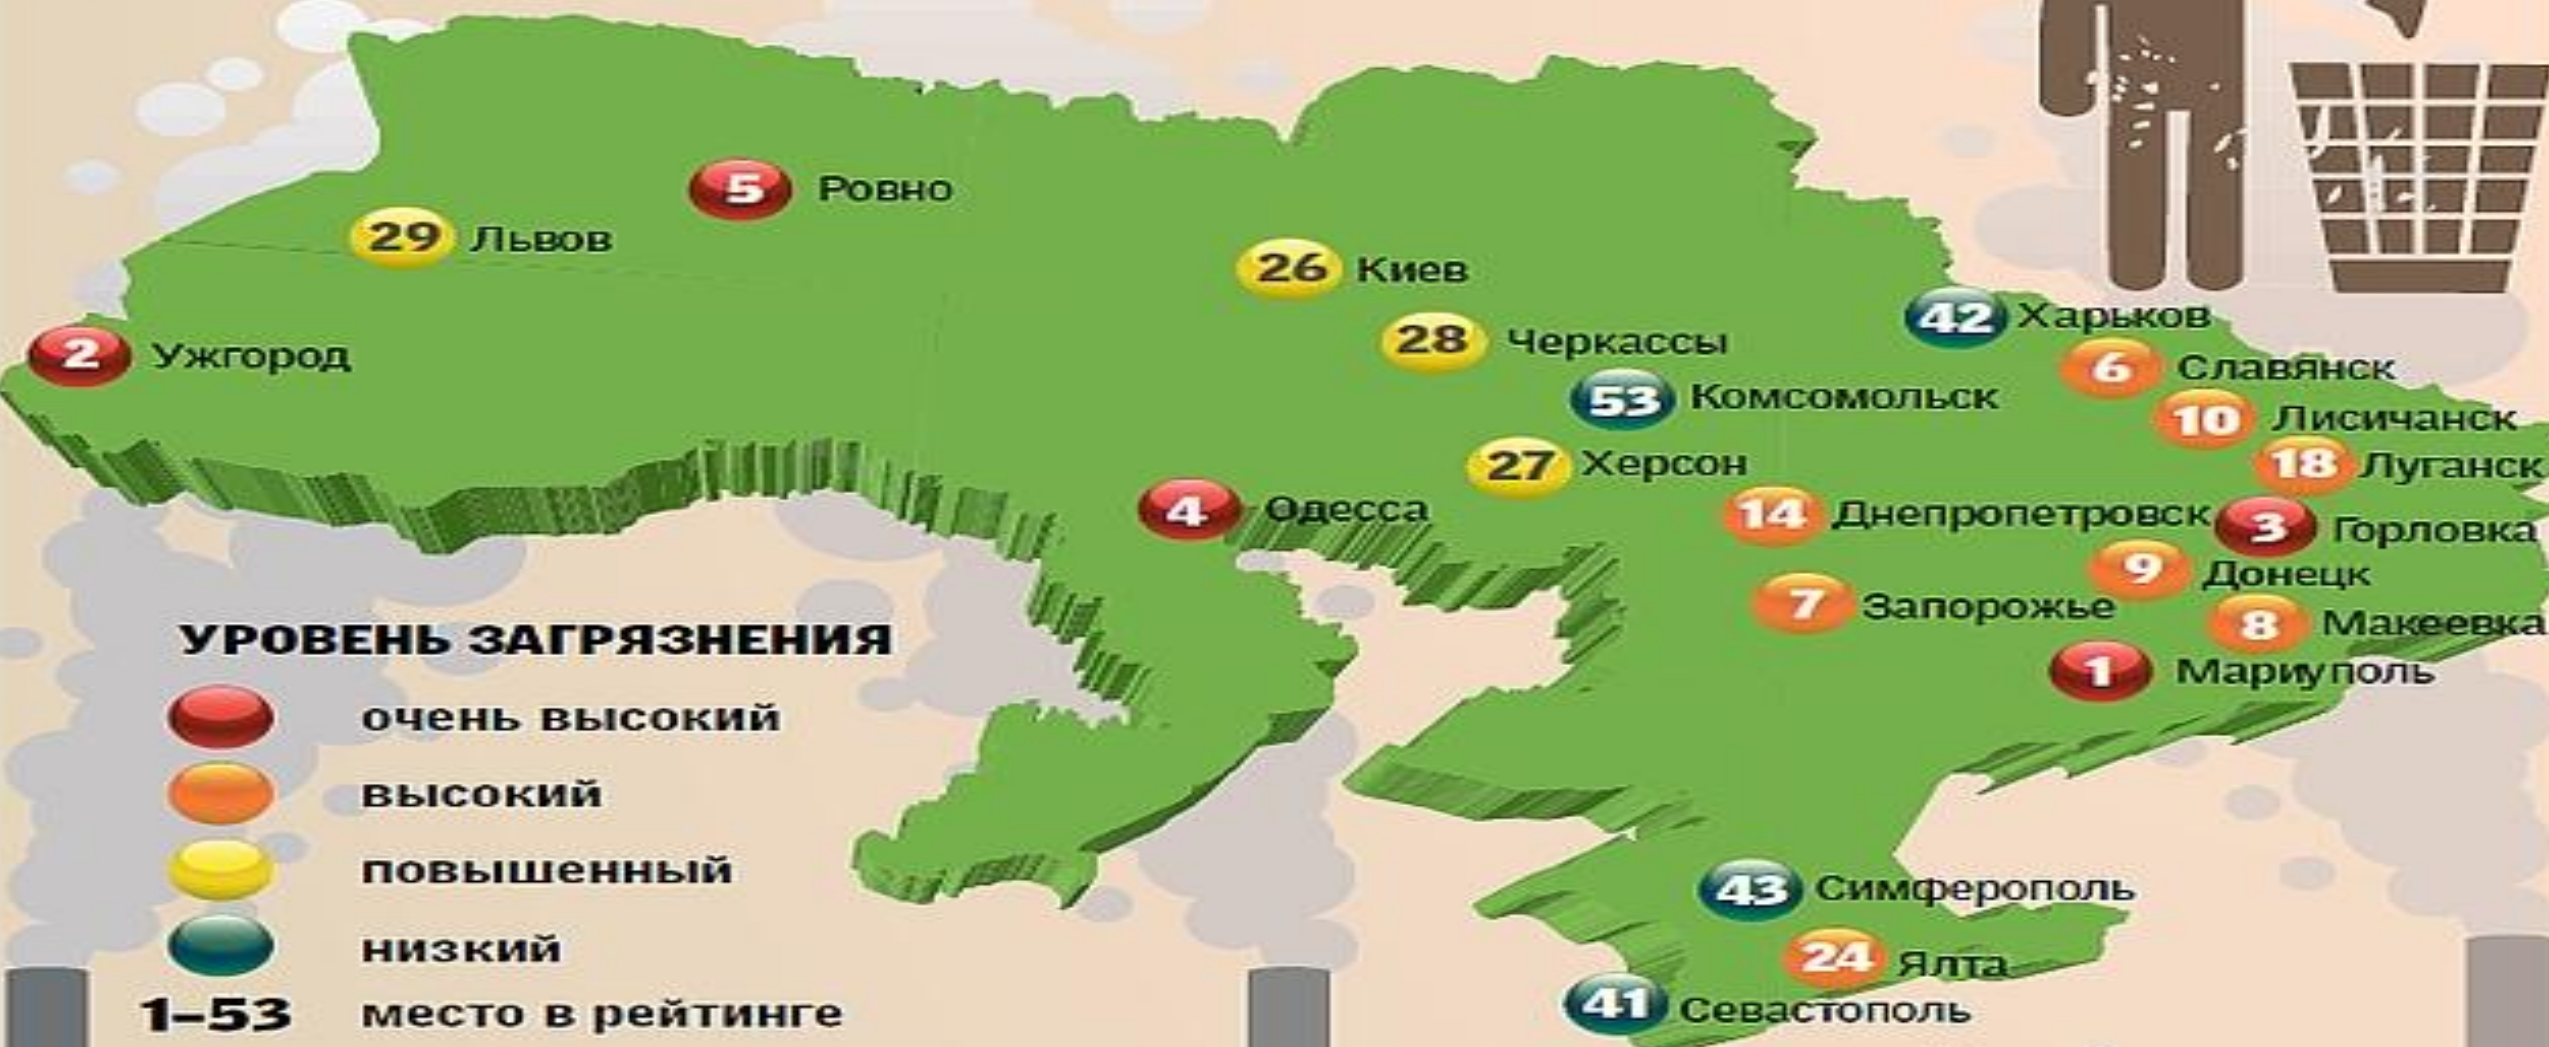 5 Ровно
29 Львов
26 Киев
42 Харьков
2 Ужгород
28 Черкассы
6 Славянск
53 Комсомольск
10 Лисичанск
27 Херсон
18 Луганск
4 Одесса
14 Днепропетровск
3 Горловка
9 Донецк
7 Запорожье
8 Макеевка
1 Мариуполь
43 Симферополь
24 Ялта
41 Севастополь
УРОВЕНЬ ЗАГРЯЗНЕНИЯ
очень высокий
высокий
повышенный
низкий
1–53 место в рейтинге